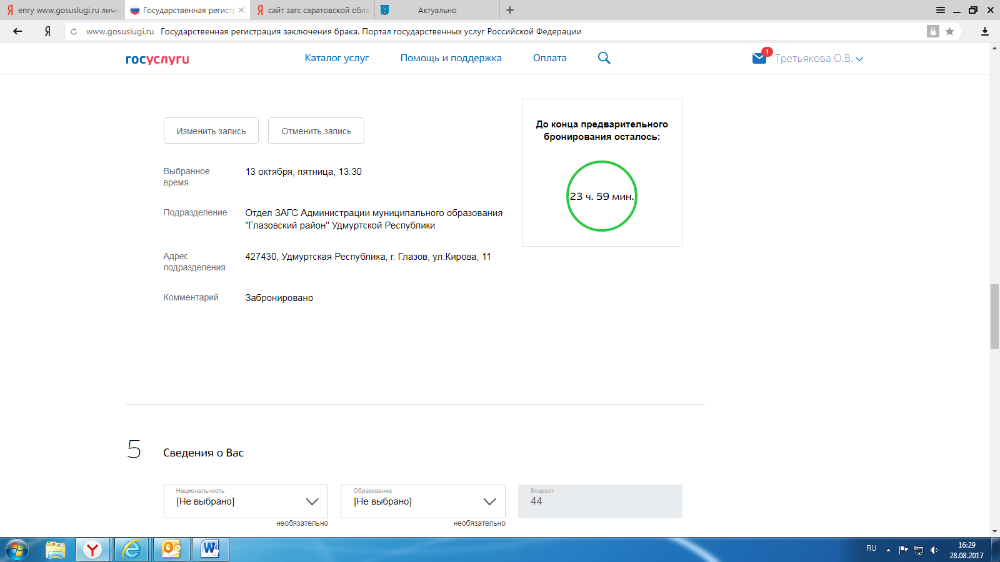 Я епгу www.gosuslugi.ru личн
Государственная регистр
Я сайт загс саратовской обла
Актуально
Я
www.gosuslugi.ru Государственная регистрация заключения брака. Портал государственных услуг Российской Федерации
госуслуги
Каталог услуг
Помощь и поддержка
Оплата
1
Третьякова О.В.
Изменить запись
Отменить запись
До конца предварительного
бронирования осталось:
23 ч. 59 мин.
Выбранное
время
13 октября, пятница, 13:30
Подразделение
Отдел ЗАГС Администрации муниципального образования
"Глазовский район" Удмуртской Республики
Адрес
подразделения
427430, Удмуртская Республика, г. Глазов, ул.Кирова, 11
Комментарий
Забронировано
5
Сведения о Вас
Национальность
[Не выбрано]
необязательно
Образование
[Не выбрано]
необязательно
Возраст
44
RU
16:29
28.08.2017